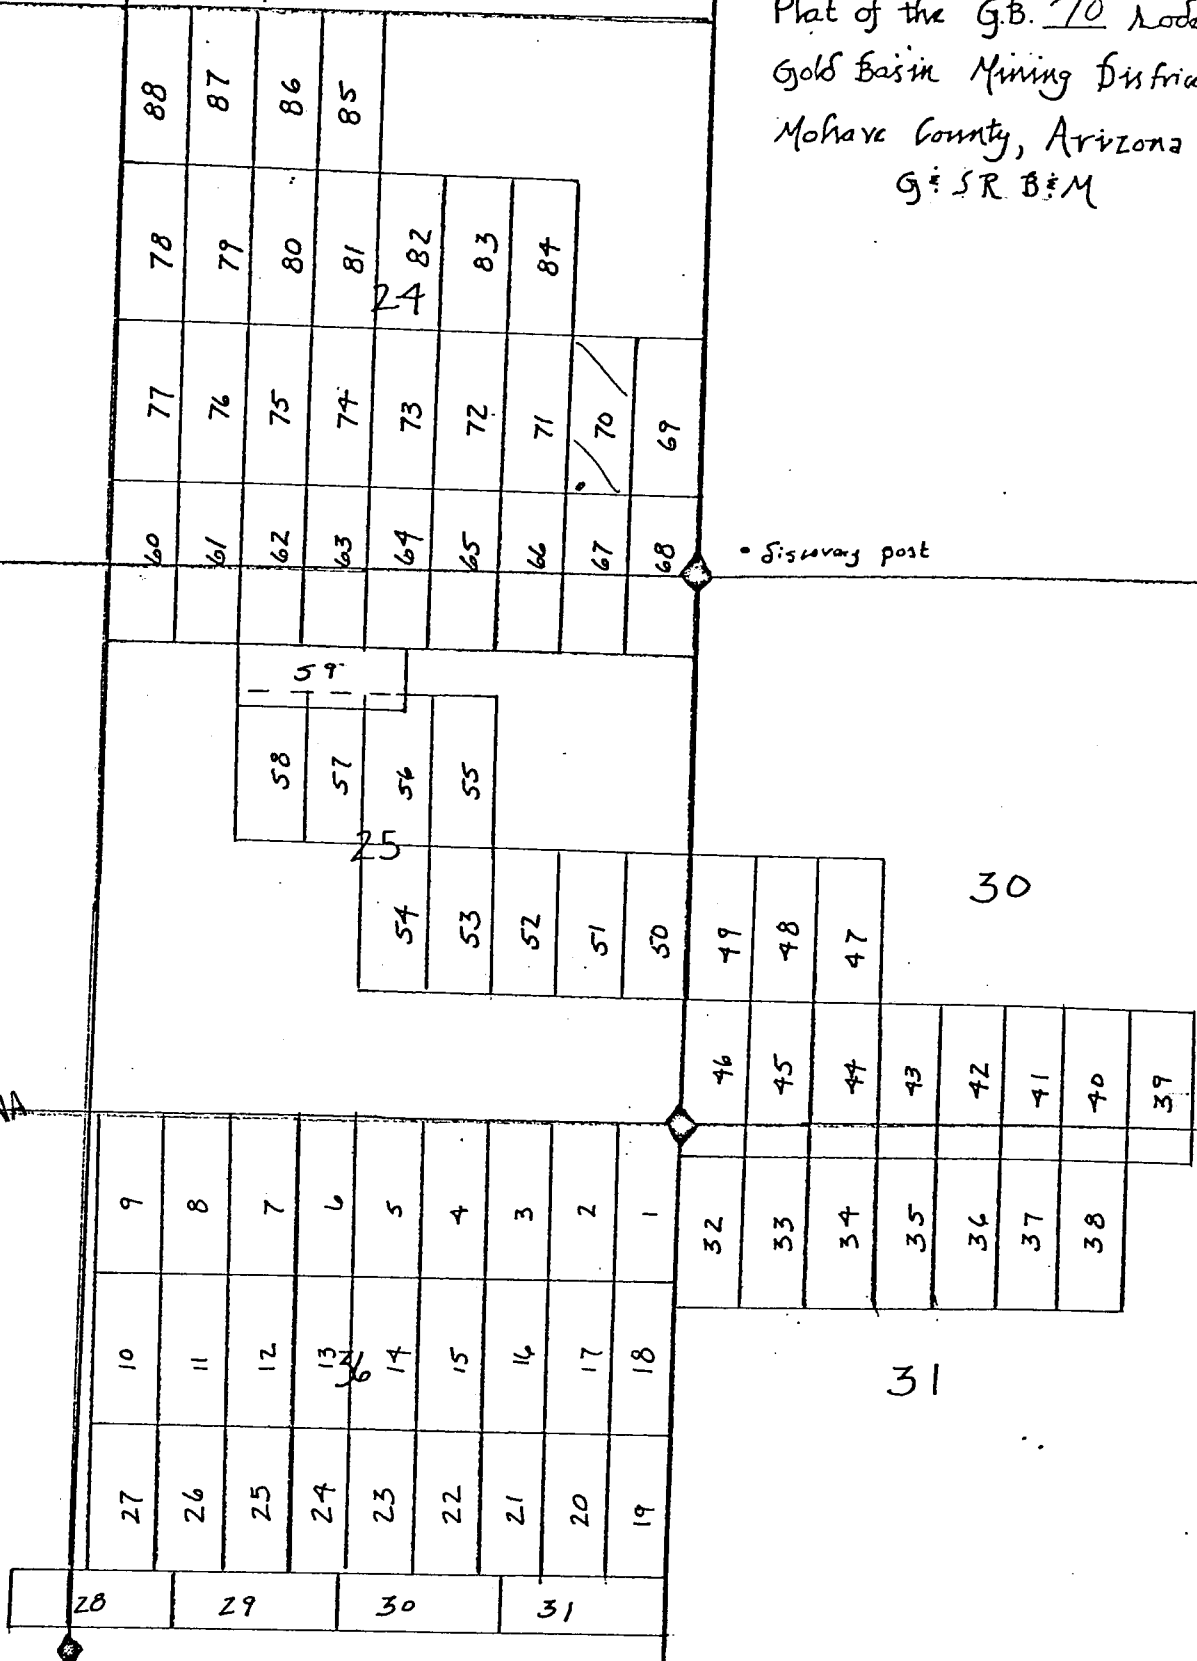 Plat of the G.B. 70 Lode
Gold Basin Mining Distric
Mohave County, Arizona
G & S R B & M
88 87 86 85
78 79 80 81 82 83 84
24
77 76 75 74 73 72 71 70 69
60 61 62 63 64 65 66 67 68
• discovery post
59
58 57 56 55
25
30
54 53 52 51 50 49 48 47
46 45 44 43 42 41 40 39
9 8 7 6 5 4 3 2 1
32 33 34 35 36 37 38
10 11 12 13 14 15 16 17 18
36
31
27 26 25 24 23 22 21 20 19
28 29 30 31